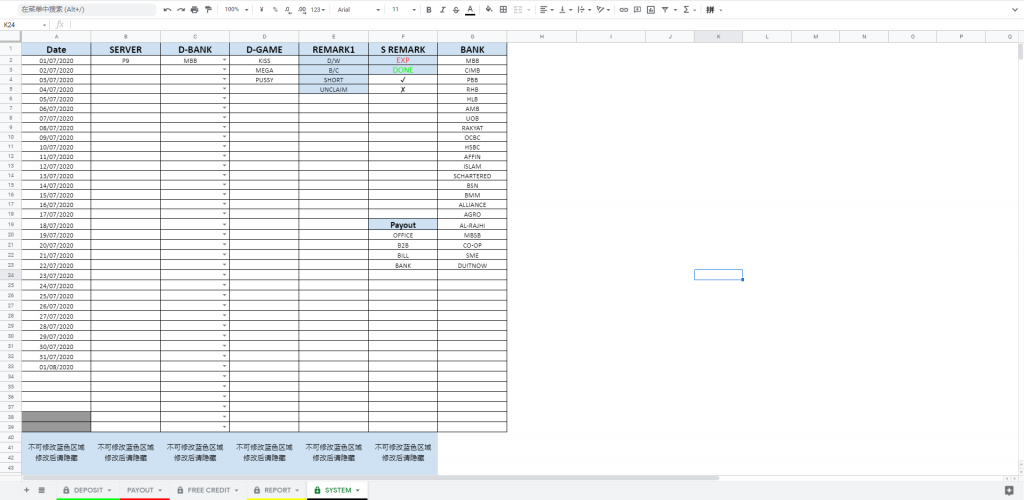 在菜單中搜索 (Alt+/)
100% ¥ % .0 .00 123 Arial 11 B I S A Σ 拼
K24 fx
A B C D E F G H I J K L M N O P Q
1 Date SERVER D-BANK D-GAME REMARK1 S REMARK BANK
2 01/07/2020 P9 MBB KISS D/W EXP MBB
3 02/07/2020 MEGA B/C DONE CIMB
4 03/07/2020 PUSSY SHORT ✓ PBB
5 04/07/2020 UNCLAIM ✗ RHB
6 05/07/2020 HLB
7 06/07/2020 AMB
8 07/07/2020 UOB
9 08/07/2020 RAKYAT
10 09/07/2020 OCBC
11 10/07/2020 HSBC
12 11/07/2020 AFFIN
13 12/07/2020 ISLAM
14 13/07/2020 SCHARTERED
15 14/07/2020 BSN
16 15/07/2020 BMM
17 16/07/2020 ALLIANCE
18 17/07/2020 AGRO
19 18/07/2020 Payout AL-RAJHI
20 19/07/2020 OFFICE MBSB
21 20/07/2020 B2B CO-OP
22 21/07/2020 BILL SME
23 22/07/2020 BANK DUITNOW
24 23/07/2020
25 24/07/2020
26 25/07/2020
27 26/07/2020
28 27/07/2020
29 28/07/2020
30 29/07/2020
31 30/07/2020
32 31/07/2020
33 01/08/2020
34
35
36
37
38
39
40
41 不可修改蓝色区域 不可修改蓝色区域 不可修改蓝色区域 不可修改蓝色区域 不可修改蓝色区域 不可修改蓝色区域
42 修改后请隐藏 修改后请隐藏 修改后请隐藏 修改后请隐藏 修改后请隐藏 修改后请隐藏
43
DEPOSIT PAYOUT FREE CREDIT REPORT SYSTEM